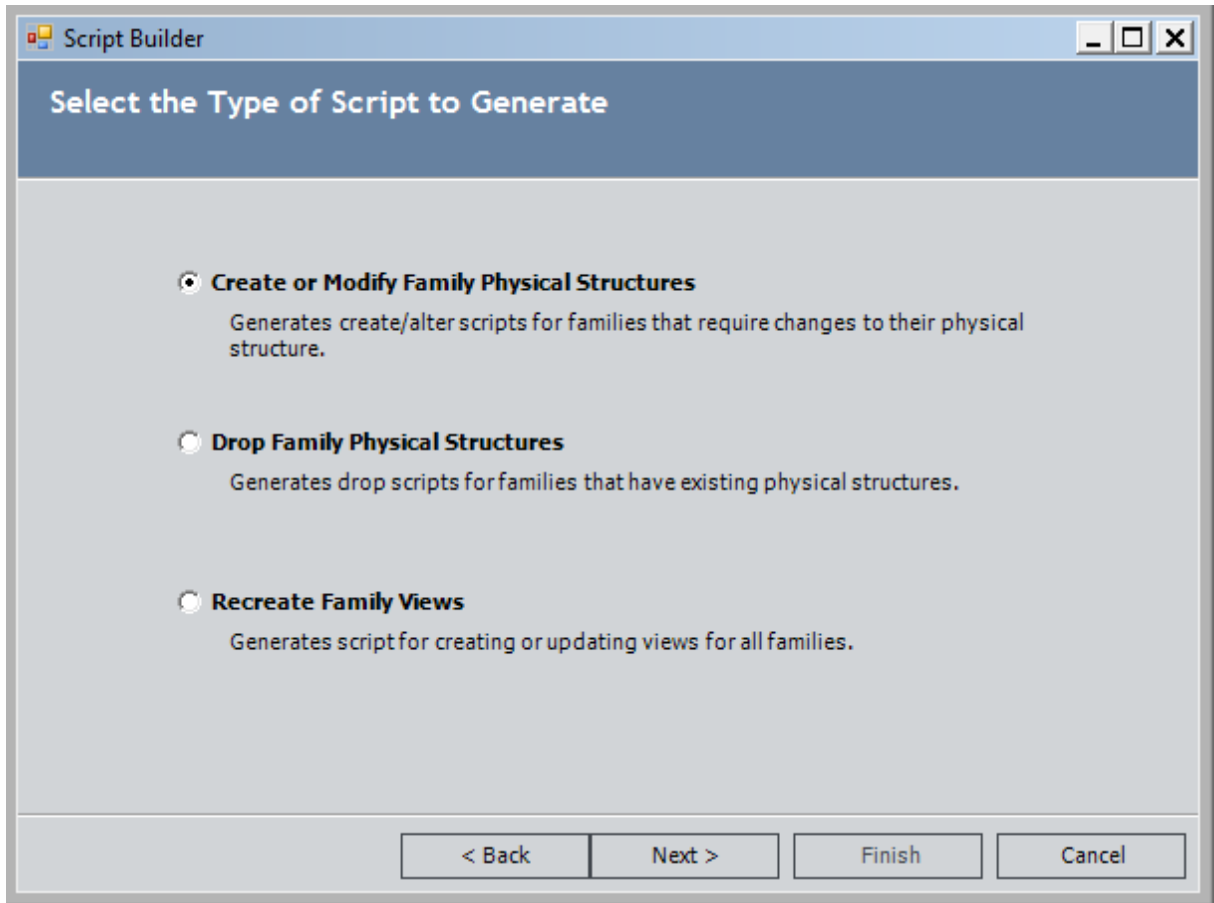 Script Builder
Select the Type of Script to Generate
Create or Modify Family Physical Structures
Generates create/alter scripts for families that require changes to their physical
structure.
Drop Family Physical Structures
Generates drop scripts for families that have existing physical structures.
Recreate Family Views
Generates script for creating or updating views for all families.
< Back Next > Finish Cancel